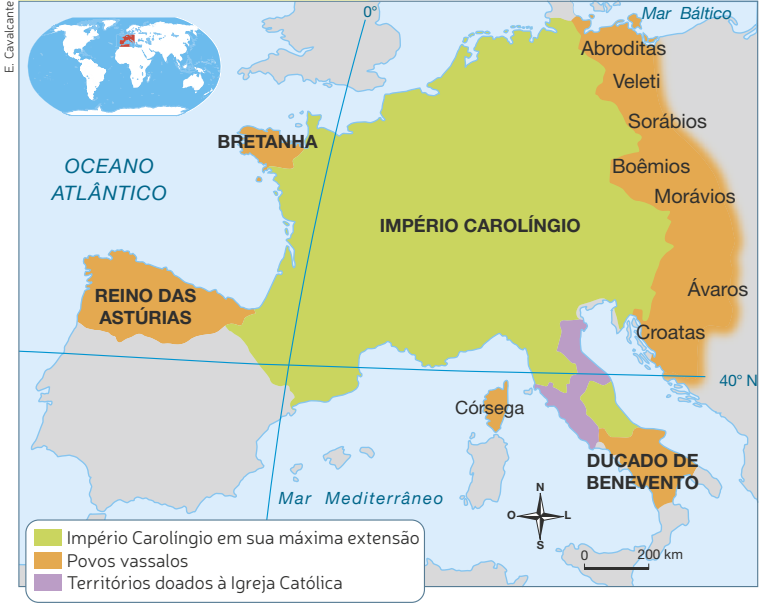 E. Cavalcante
0°
Mar Báltico
Abroditas
Veleti
Sorábios
BRETANHA
OCEANO
ATLÂNTICO
Boêmios
Morávios
IMPÉRIO CAROLÍNGIO
REINO DAS
ASTÚRIAS
Ávaros
Croatas
40° N
Córsega
DUCADO DE
BENEVENTO
Mar Mediterrâneo
N
O L
S
0 200 km
Império Carolíngio em sua máxima extensão
Povos vassalos
Territórios doados à Igreja Católica